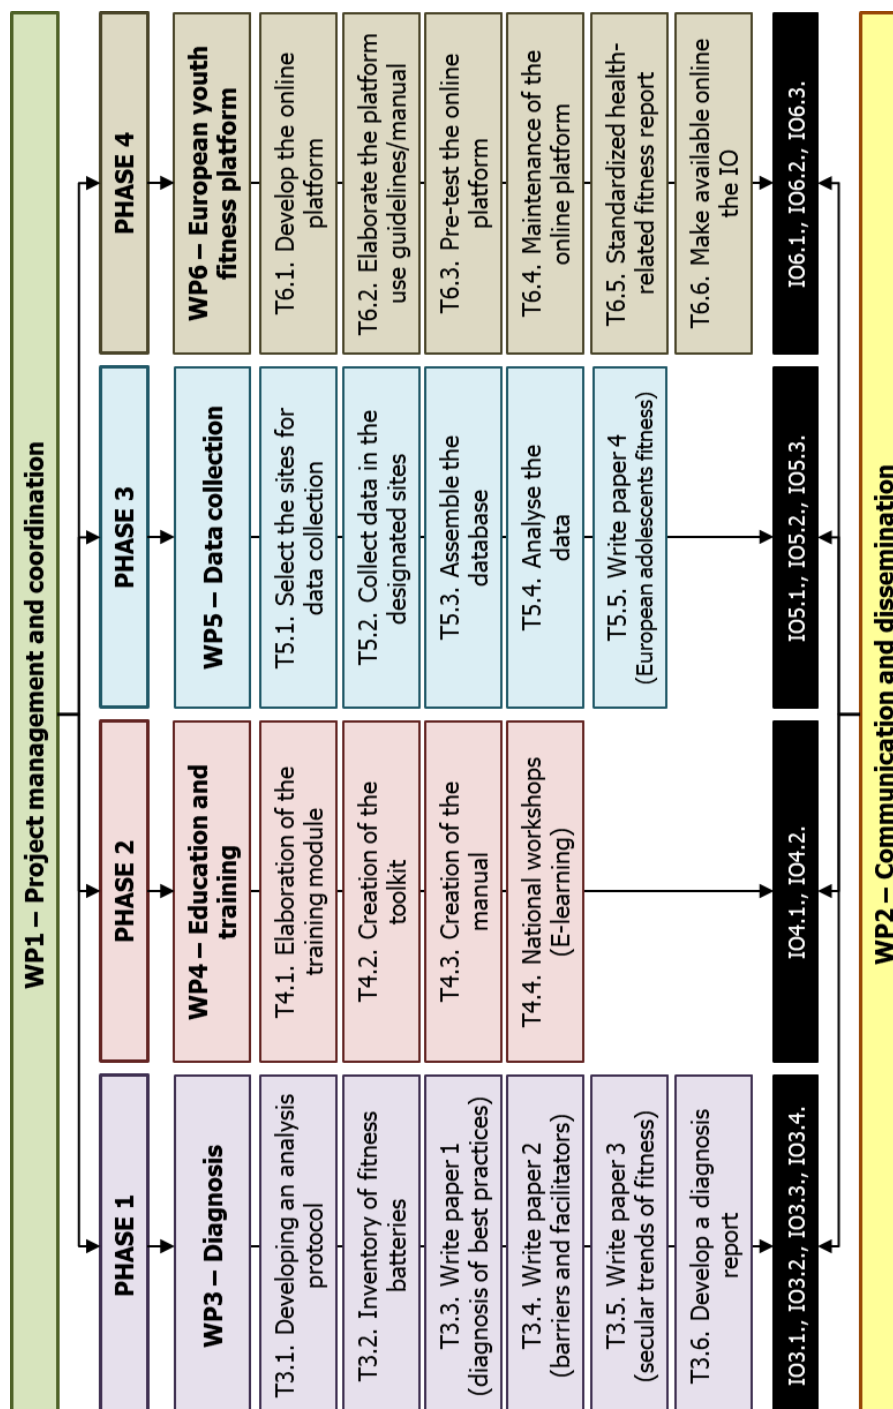 WP1 – Project management and coordination
PHASE 1
WP3 – Diagnosis
T3.1. Developing an analysis
protocol
T3.2. Inventory of fitness
batteries
T3.3. Write paper 1
(diagnosis of best practices)
T3.4. Write paper 2
(barriers and facilitators)
T3.5. Write paper 3
(secular trends of fitness)
T3.6. Develop a diagnosis
report
IO3.1., IO3.2., IO3.3., IO3.4.
PHASE 2
WP4 – Education and
training
T4.1. Elaboration of the
training module
T4.2. Creation of the
toolkit
T4.3. Creation of the
manual
T4.4. National workshops
(E-learning)
IO4.1., IO4.2.
PHASE 3
WP5 – Data collection
T5.1. Select the sites for
data collection
T5.2. Collect data in the
designated sites
T5.3. Assemble the
database
T5.4. Analyse the
data
T5.5. Write paper 4
(European adolescents fitness)
IO5.1., IO5.2., IO5.3.
PHASE 4
WP6 – European youth
fitness platform
T6.1. Develop the online
platform
T6.2. Elaborate the platform
use guidelines/manual
T6.3. Pre-test the online
platform
T6.4. Maintenance of the
online platform
T6.5. Standardized health-
related fitness report
T6.6. Make available online
the IO
IO6.1., IO6.2., IO6.3.
WP2 – Communication and dissemination